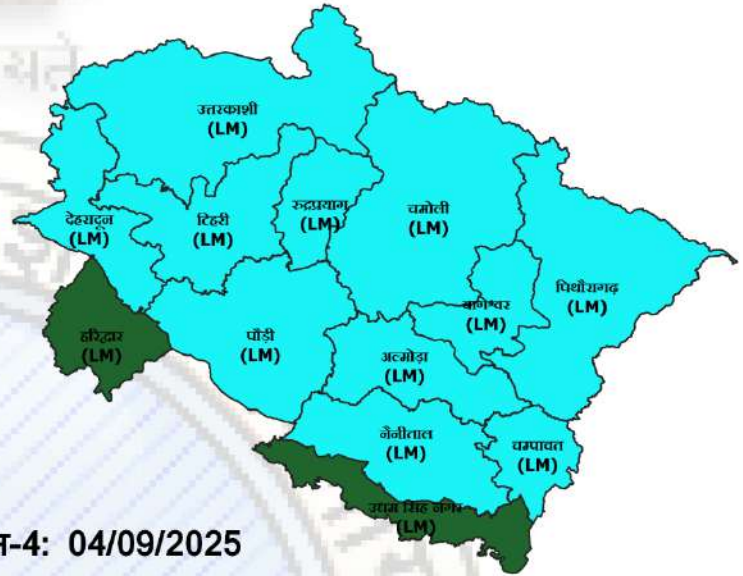 उत्तरकाशी
(LM)
देहरादून
(LM)
टिहरी
(LM)
रुद्रप्रयाग
(LM)
चमोली
(LM)
हरिद्वार
(LM)
पौड़ी
(LM)
बागेश्वर
(LM)
पिथौरागढ़
(LM)
अल्मोड़ा
(LM)
नैनीताल
(LM)
चम्पावत
(LM)
उधम सिंह नगर
(LM)
-4: 04/09/2025